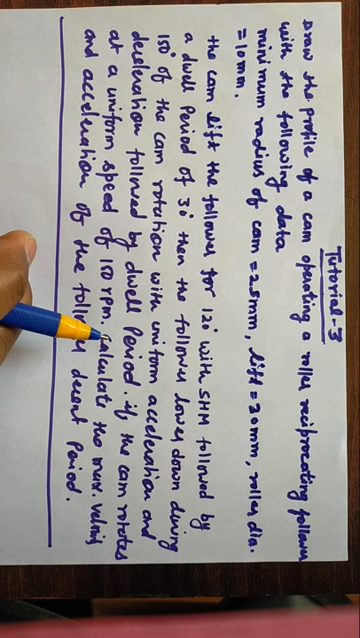 Tutorial-3
Draw the profile of a cam operating a roller reciprocating follower
with the following data
minimum radius of cam = 25mm, lift = 30mm, roller dia.
= 10mm.
the cam lift the follower for 120° with SHM followed by
a dwell Period of 30° then the follower lowers down during
150° of the cam rotation with uniform acceleration and
deceleration followed by dwell Period. if the cam rotates
at a uniform speed of 150 rpm calculate the max. velocity
and acceleration of the follower decent Period.